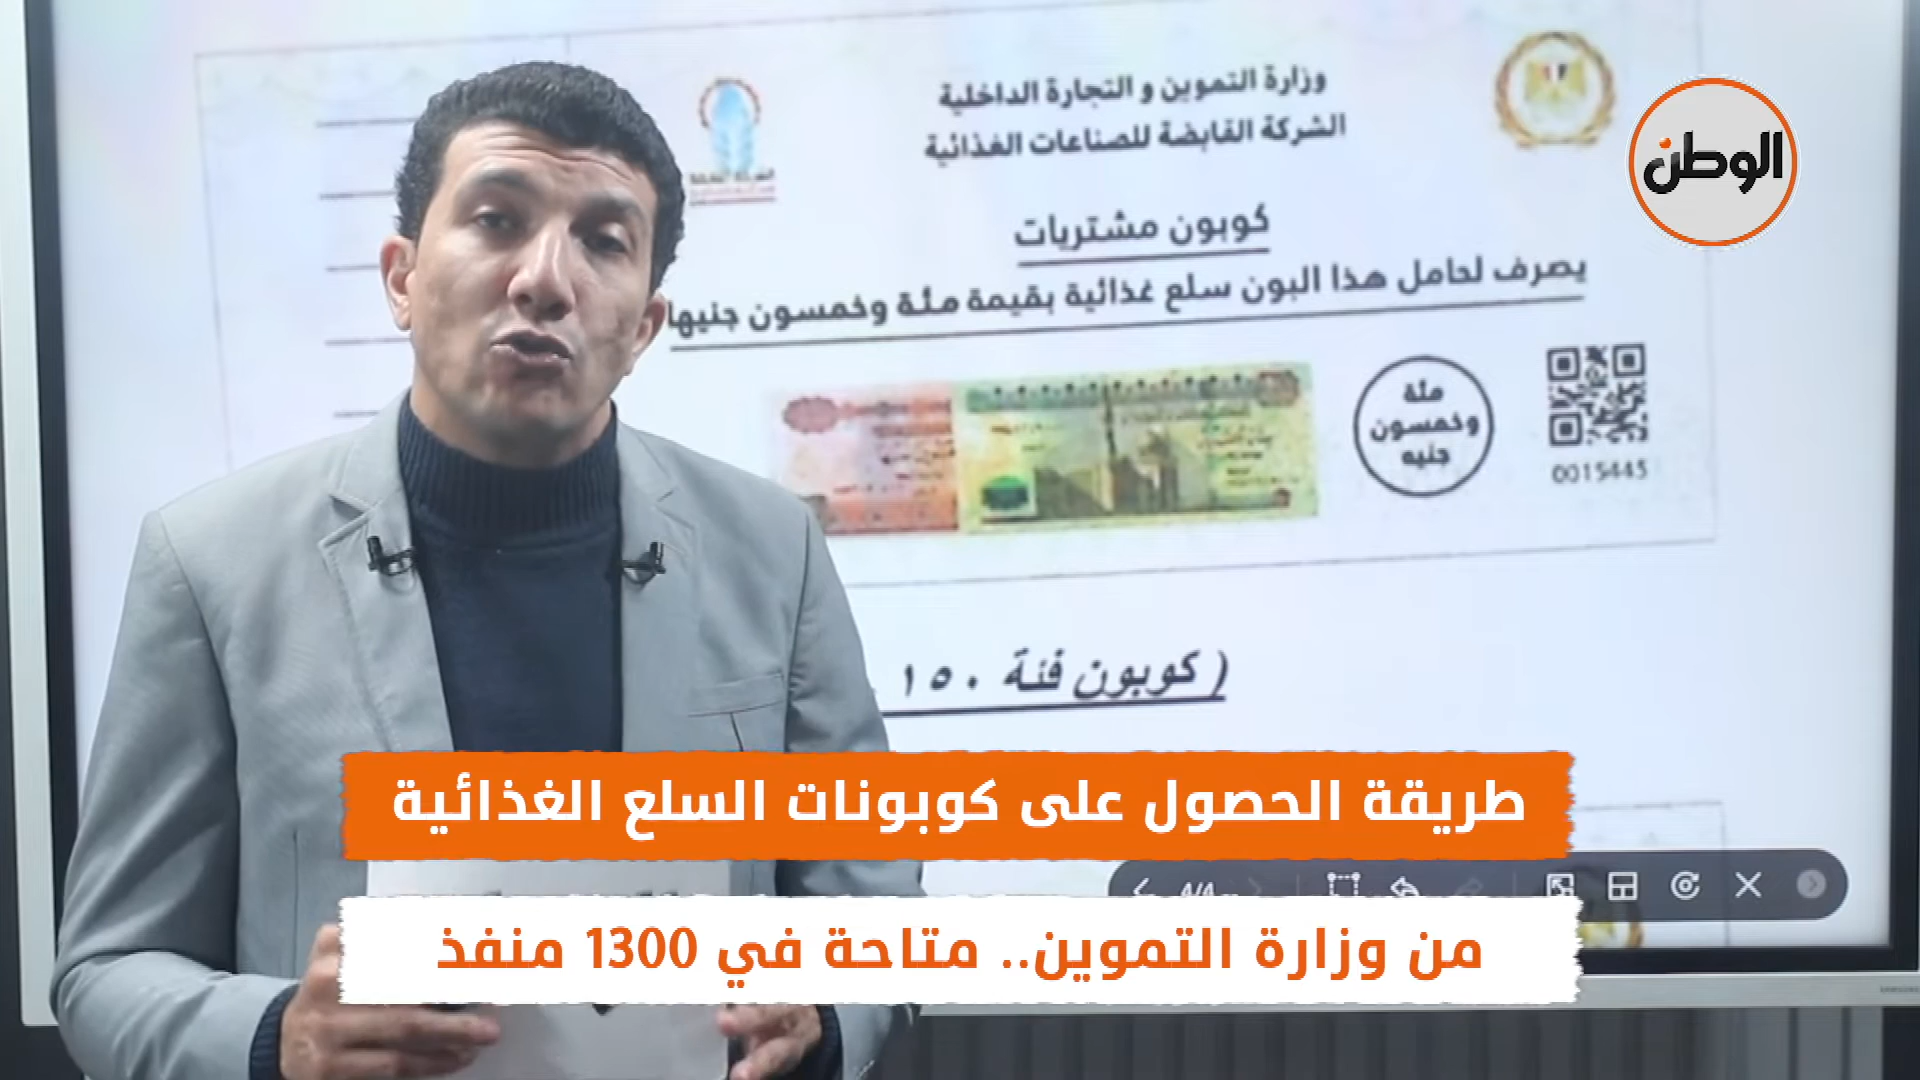 وزارة التموين و التجارة الداخلية
الشركة القابضة للصناعات الغذائية
الوطن
كوبون مشتريات
يصرف لحامل هذا البون سلع غذائية بقيمة مئة وخمسون جنيها
مئة
وخمسون
جنيه
0015445
( كوبون فئة ١٥٠
طريقة الحصول على كوبونات السلع الغذائية
من وزارة التموين.. متاحة في 1300 منفذ